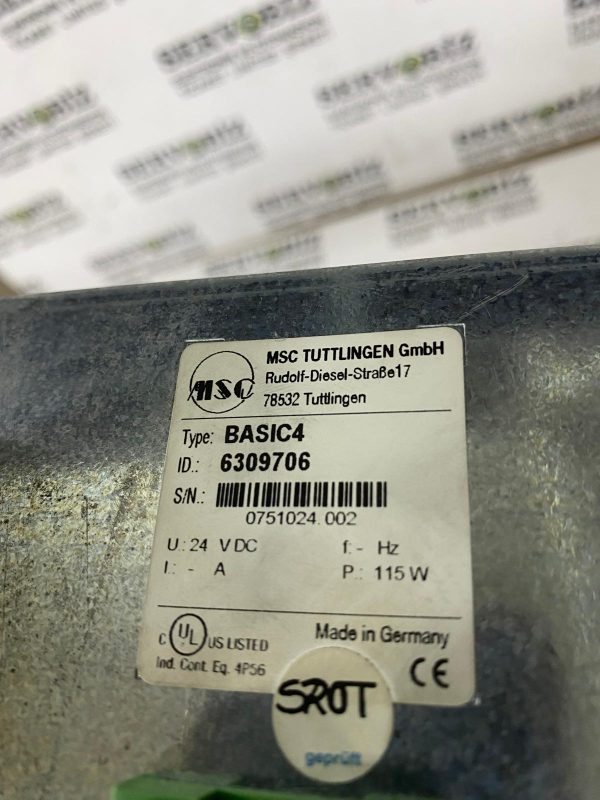 MSC
MSC TUTTLINGEN GmbH
Rudolf-Diesel-Straße17
78532 Tuttlingen
Type: BASIC4
ID.: 6309706
S/N.:
0751024.002
U.: 24 V DC f: - Hz
I.: - A P.: 115 W
C UL US LISTED
Ind. Cont. Eq. 4P56
Made in Germany
CE
SROT
geprüft